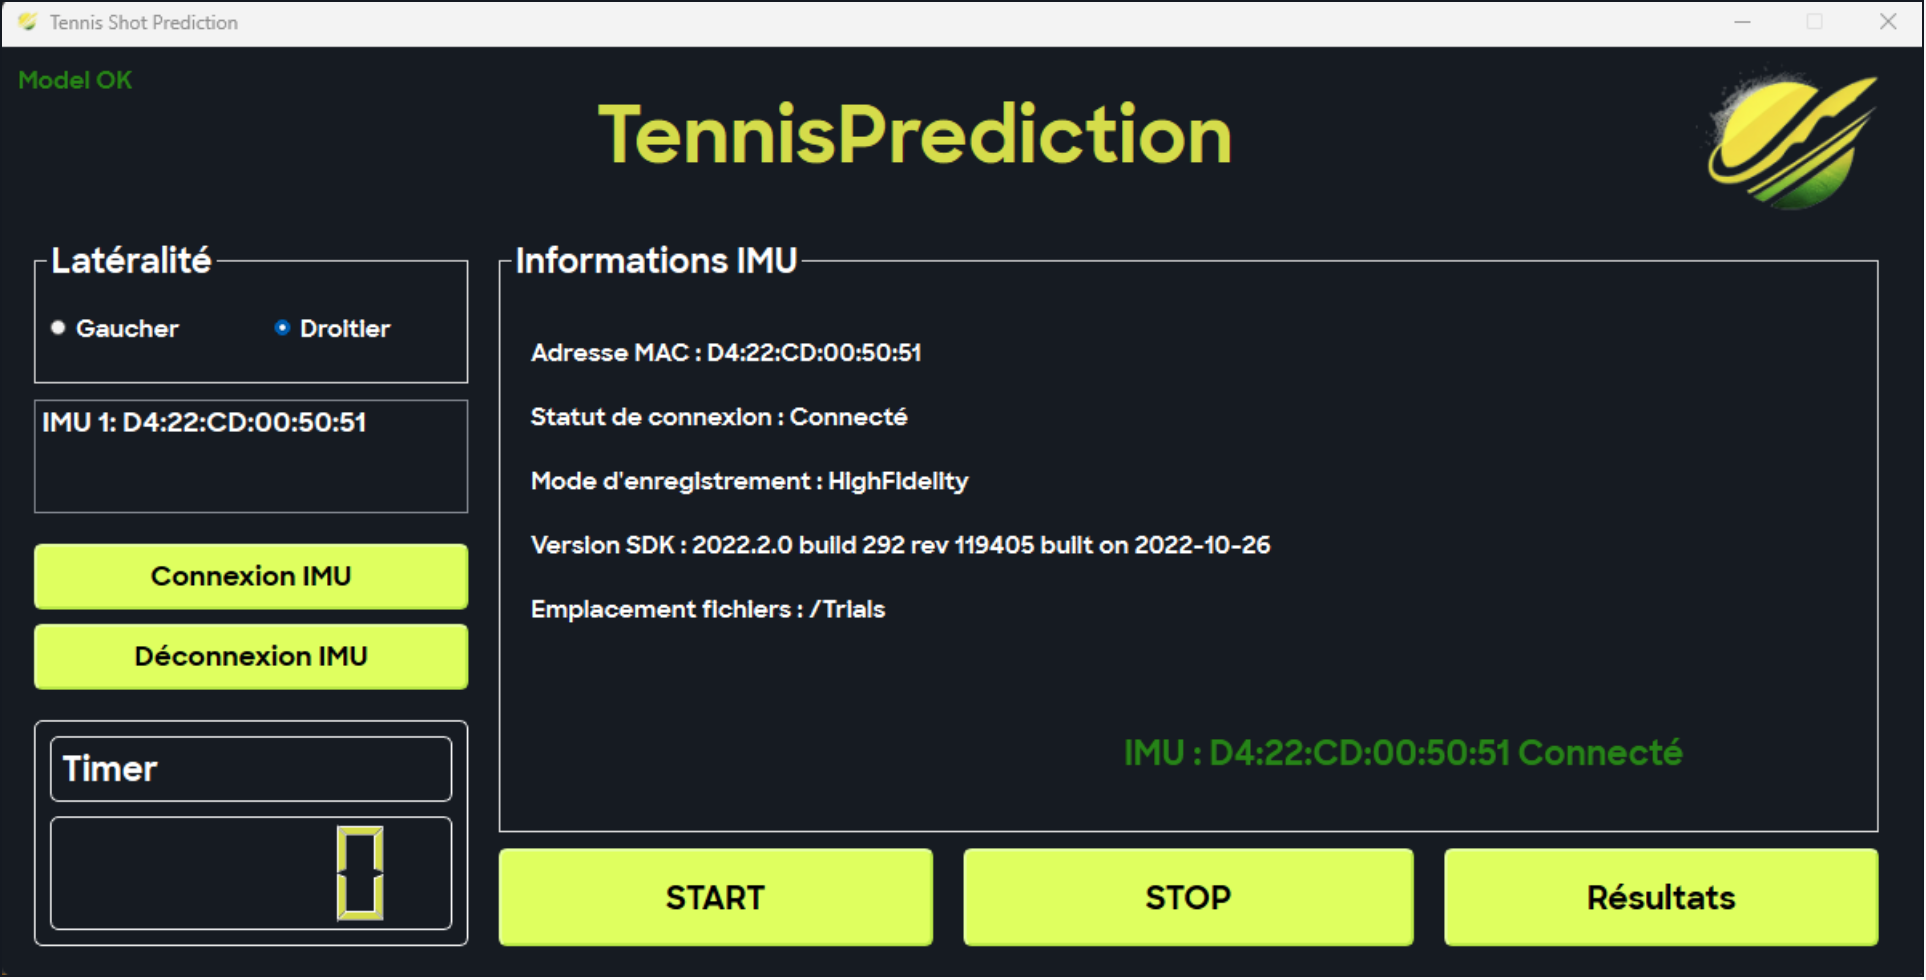 Tennis Shot Prediction
Model OK
TennisPrediction
Latéralité
Gaucher
Droitier
IMU 1: D4:22:CD:00:50:51
Connexion IMU
Déconnexion IMU
Timer
0
Informations IMU
Adresse MAC : D4:22:CD:00:50:51
Statut de connexion : Connecté
Mode d'enregistrement : HighFidelity
Version SDK : 2022.2.0 build 292 rev 119405 built on 2022-10-26
Emplacement fichiers : /Trials
IMU : D4:22:CD:00:50:51 Connecté
START
STOP
Résultats